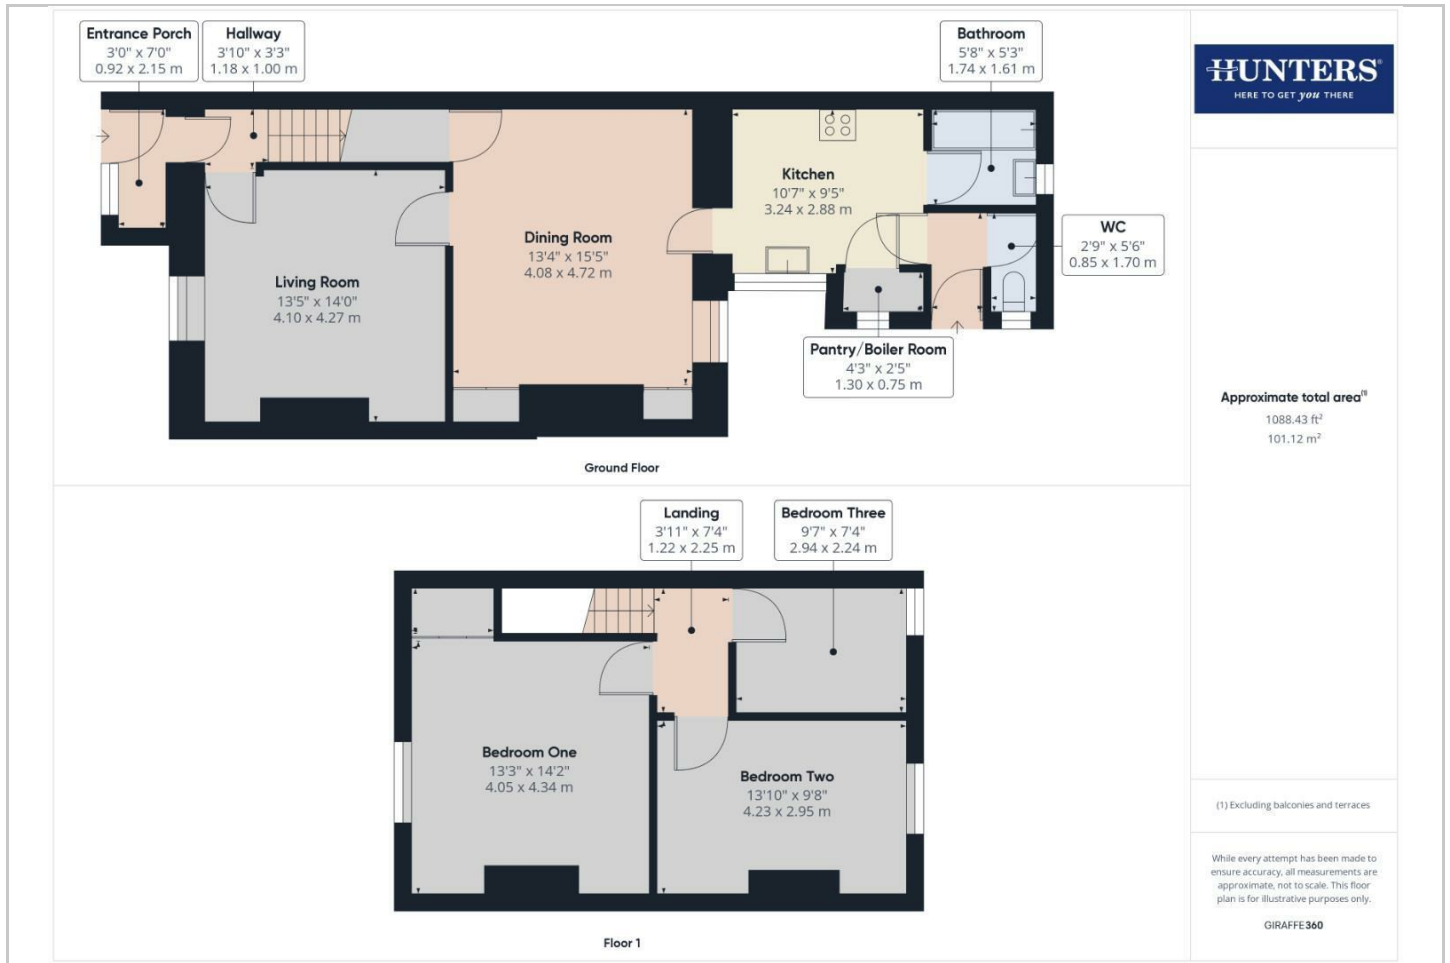 Entrance Porch
3'0" x 7'0"
0.92 x 2.15 m
Hallway
3'10" x 3'3"
1.18 x 1.00 m
Bathroom
5'8" x 5'3"
1.74 x 1.61 m
Kitchen
10'7" x 9'5"
3.24 x 2.88 m
WC
2'9" x 5'6"
0.85 x 1.70 m
Dining Room
13'4" x 15'5"
4.08 x 4.72 m
Living Room
13'5" x 14'0"
4.10 x 4.27 m
Pantry/Boiler Room
4'3" x 2'5"
1.30 x 0.75 m
Ground Floor
Landing
3'11" x 7'4"
1.22 x 2.25 m
Bedroom Three
9'7" x 7'4"
2.94 x 2.24 m
Bedroom One
13'3" x 14'2"
4.05 x 4.34 m
Bedroom Two
13'10" x 9'8"
4.23 x 2.95 m
Floor 1
HUNTERS®
HERE TO GET you THERE
Approximate total area(1)
1088.43 ft²
101.12 m²
(1) Excluding balconies and terraces
While every attempt has been made to
ensure accuracy, all measurements are
approximate, not to scale. This floor
plan is for illustrative purposes only.
GIRAFFE360